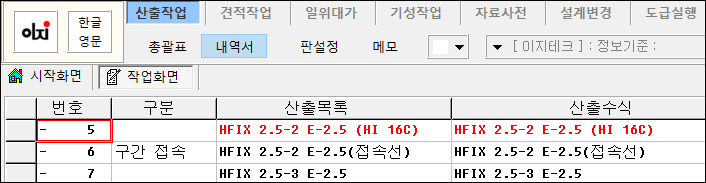 이지 한글 영문 산출작업 견적작업 일위대가 기성작업 자료사전 설계변경 도급실행
총괄표 내역서 판설정 메모 [ 이지테크 ] : 정보기준 :
시작화면 작업화면
번호 구분 산출목록 산출수식
- 5 HFIX 2.5-2 E-2.5 (HI 16C) HFIX 2.5-2 E-2.5 (HI 16C)
- 6 구간 접속 HFIX 2.5-2 E-2.5(접속선) HFIX 2.5-2 E-2.5(접속선)
- 7 HFIX 2.5-3 E-2.5 HFIX 2.5-3 E-2.5